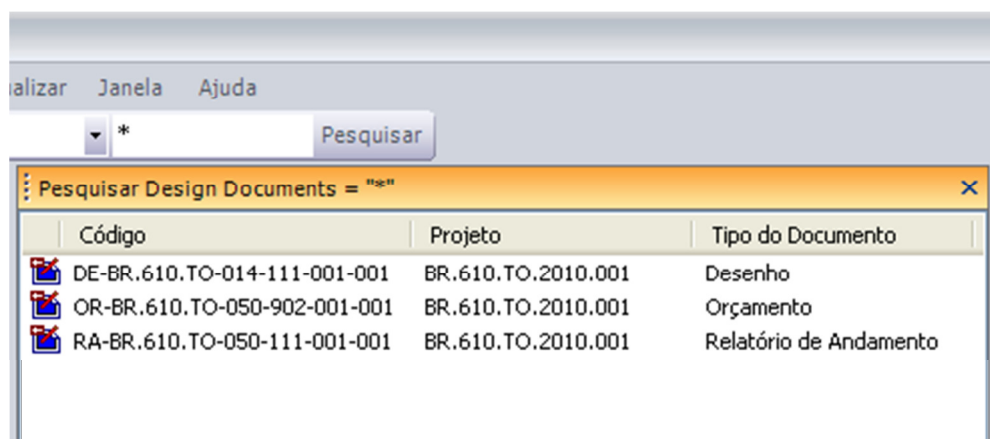 alizar Janela Ajuda
* Pesquisar
Pesquisar Design Documents = "*"
Código Projeto Tipo do Documento
DE-BR.610.TO-014-111-001-001 BR.610.TO.2010.001 Desenho
OR-BR.610.TO-050-902-001-001 BR.610.TO.2010.001 Orçamento
RA-BR.610.TO-050-111-001-001 BR.610.TO.2010.001 Relatório de Andamento